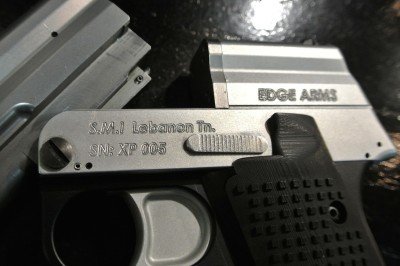 EDGE ARMS
S.M.I Lebanon Tn.
SN: XP 005